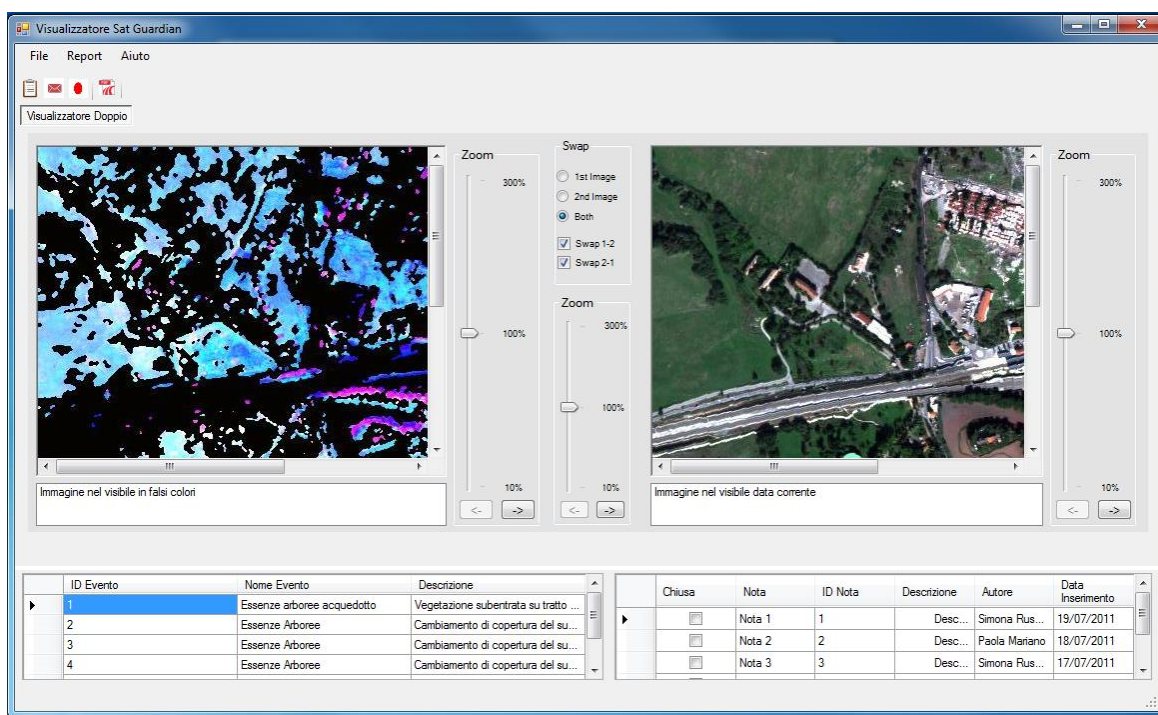 Visualizzatore Sat Guardian
File Report Aiuto
Visualizzatore Doppio
Zoom
300%
100%
10%
<- ->
Swap
1st Image
2nd Image
Both
Swap 1-2
Swap 2-1
Zoom
300%
100%
10%
<- ->
Zoom
300%
100%
10%
<- ->
Immagine nel visibile in falsi colori
Immagine nel visibile data corrente
ID Evento Nome Evento Descrizione
1 Essenze arboree acquedotto Vegetazione subentrata su tratto ...
2 Essenze Arboree Cambiamento di copertura del su...
3 Essenze Arboree Cambiamento di copertura del su...
4 Essenze Arboree Cambiamento di copertura del su...
Chiusa Nota ID Nota Descrizione Autore Data Inserimento
Nota 1 1 Desc... Simona Rus... 19/07/2011
Nota 2 2 Desc... Paola Mariano 18/07/2011
Nota 3 3 Desc... Simona Rus... 17/07/2011